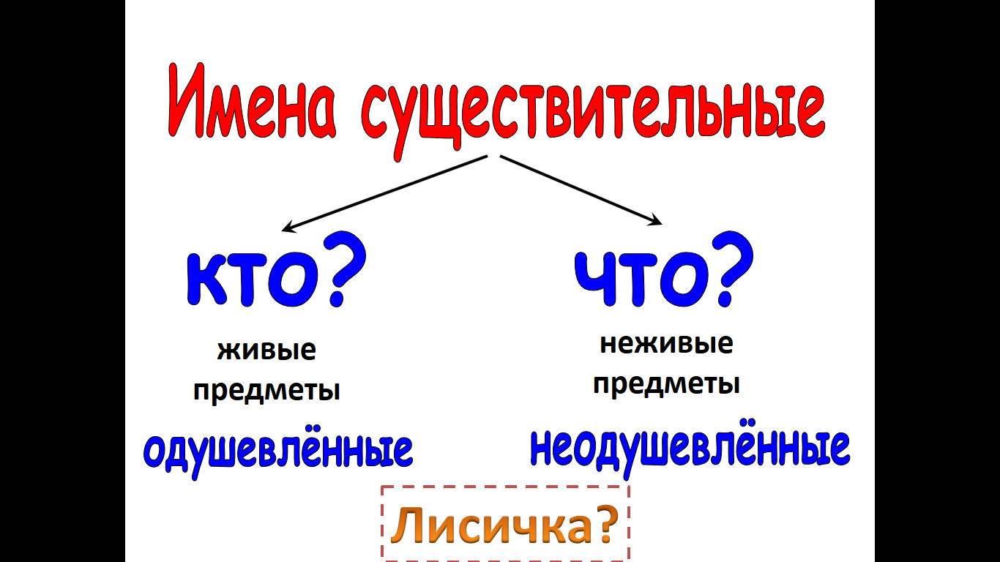 Имена существительные
кто? что?
живые неживые
предметы предметы
одушевлённые неодушевлённые
Лисичка?